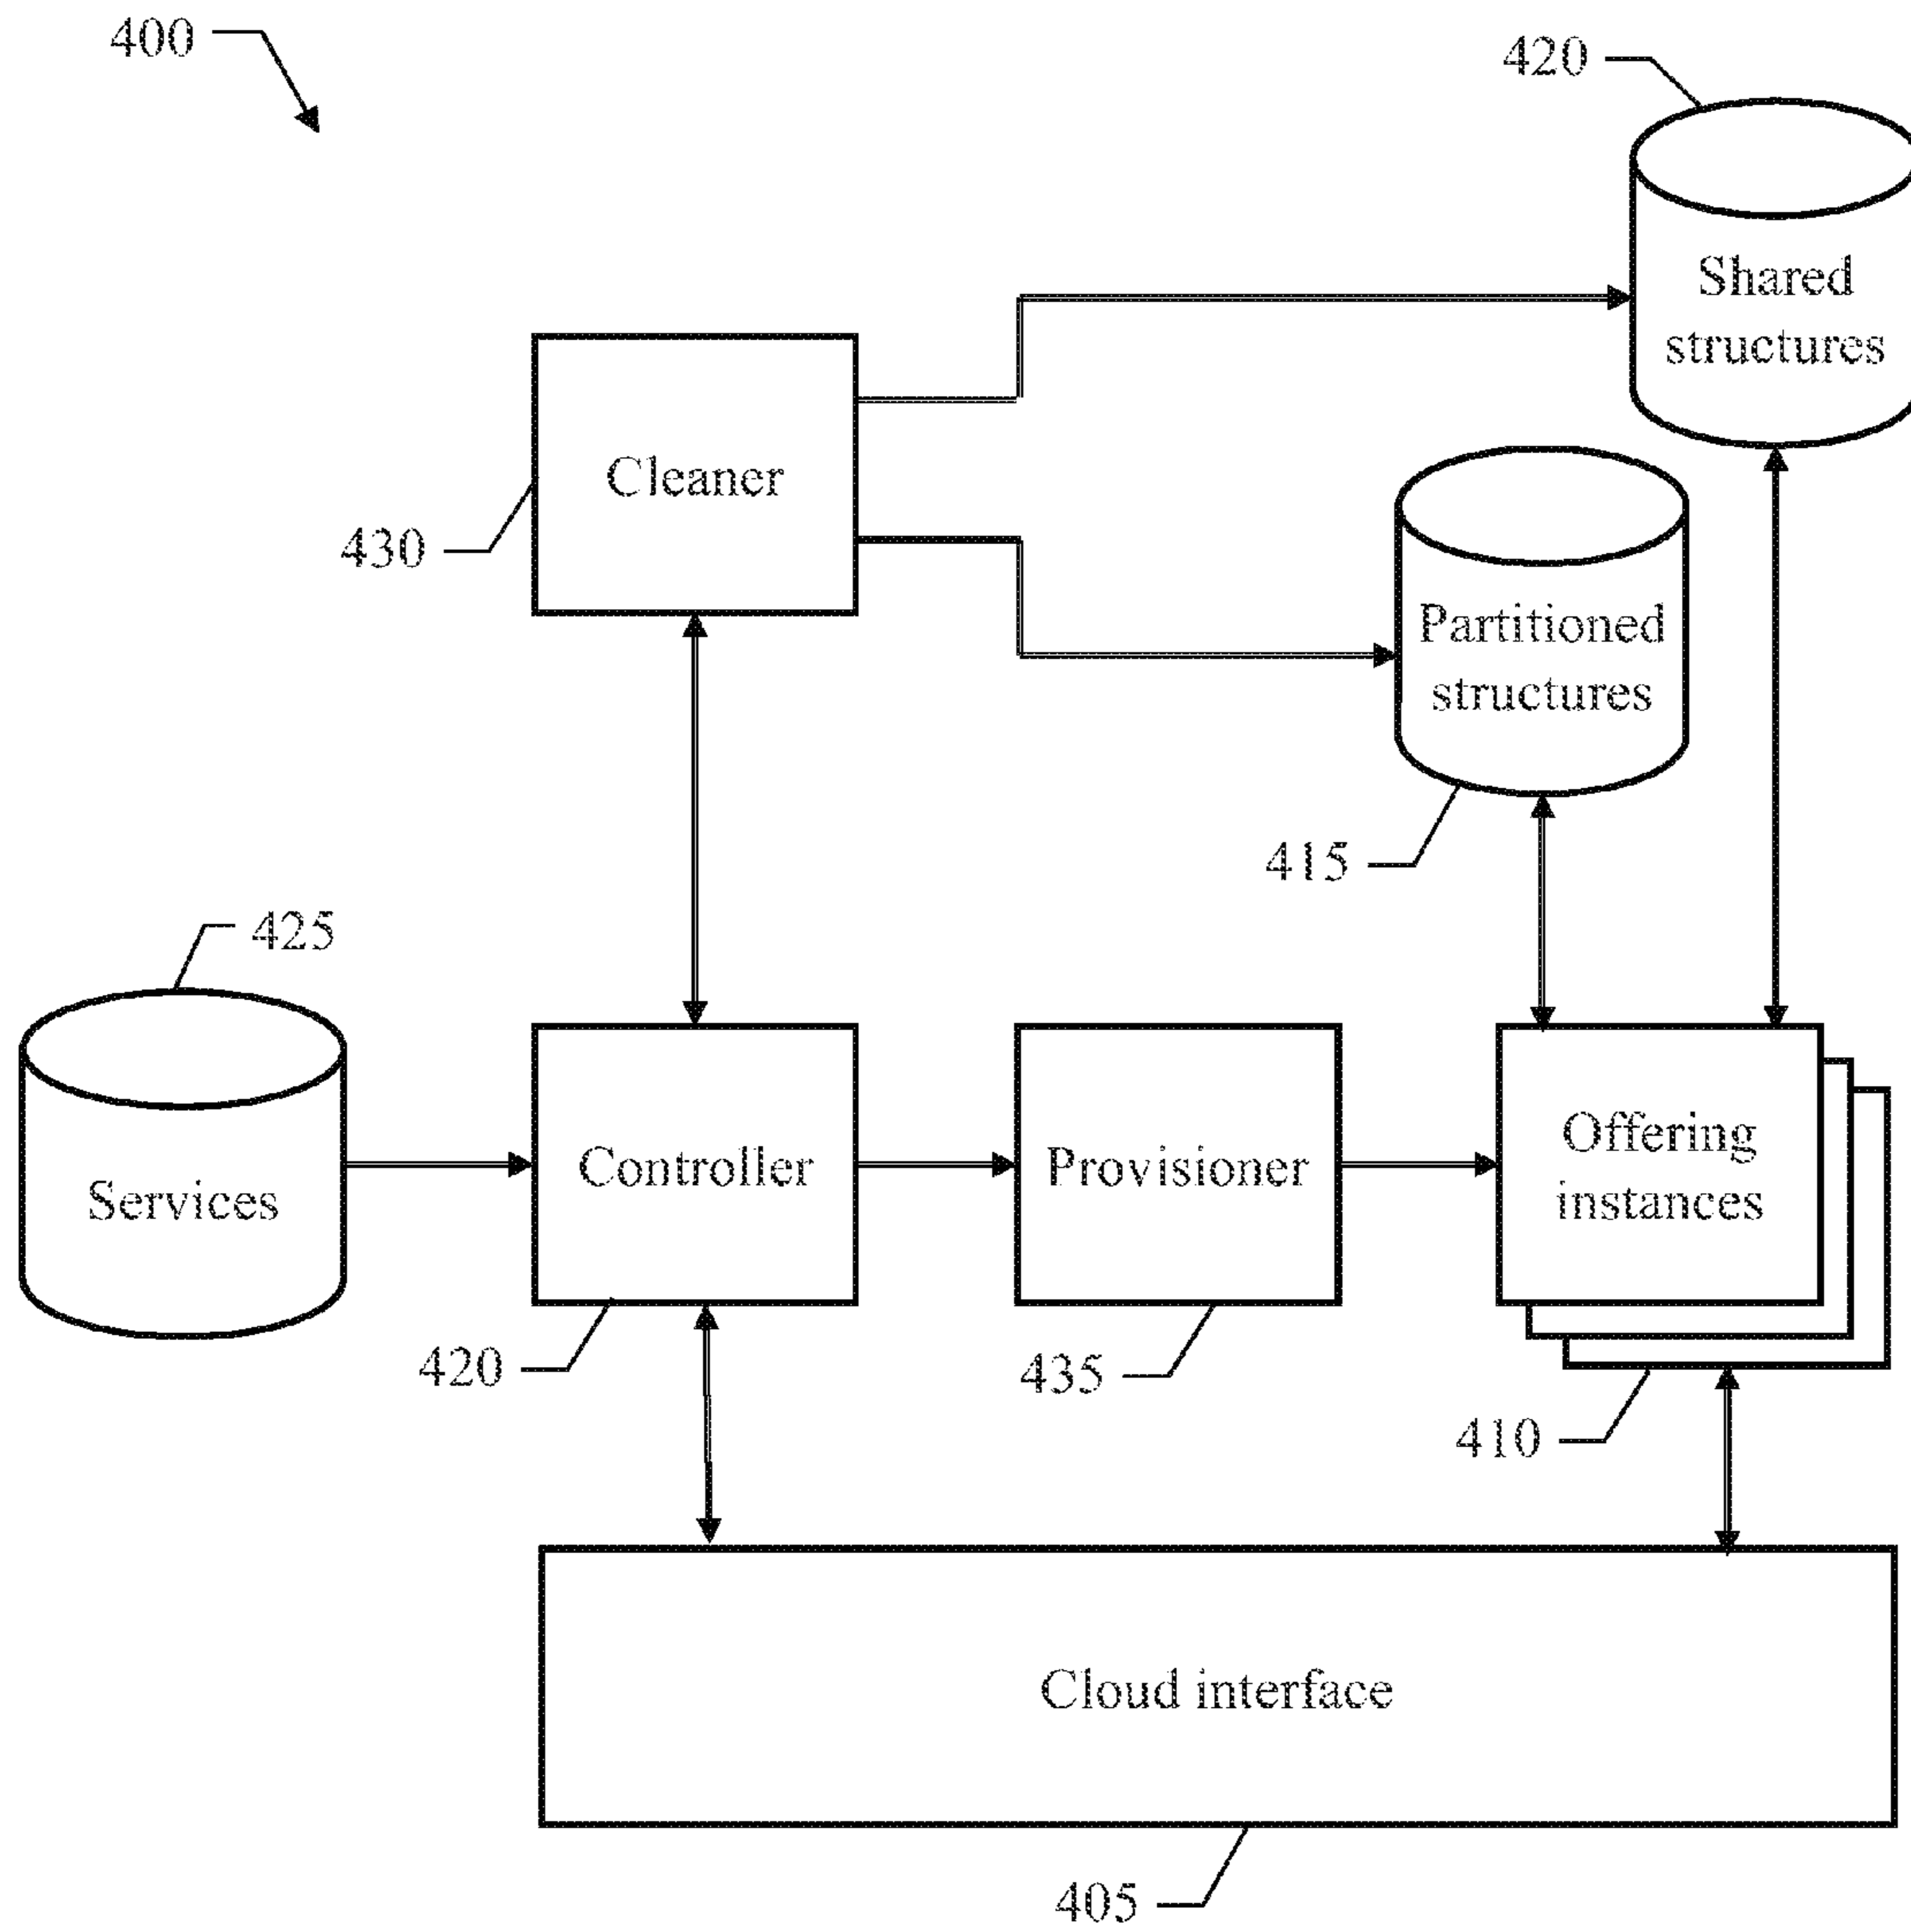 400
420
Shared
structures
Cleaner
430
Partitioned
structures
415
425
Services
Controller
Provisioner
Offering
instances
420
435
410
Cloud interface
405